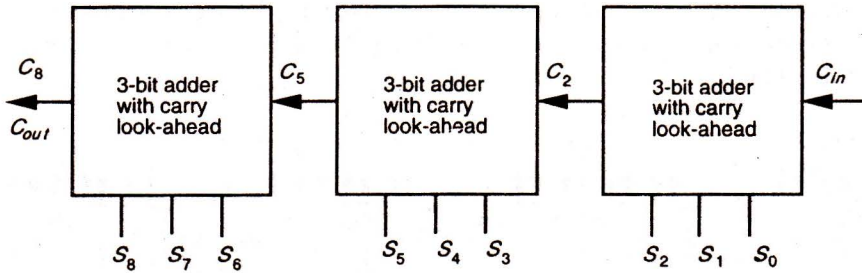 C8
Cout
3-bit adder
with carry
look-ahead
C5
3-bit adder
with carry
look-ahead
C2
3-bit adder
with carry
look-ahead
Cin
S8 S7 S6
S5 S4 S3
S2 S1 S0